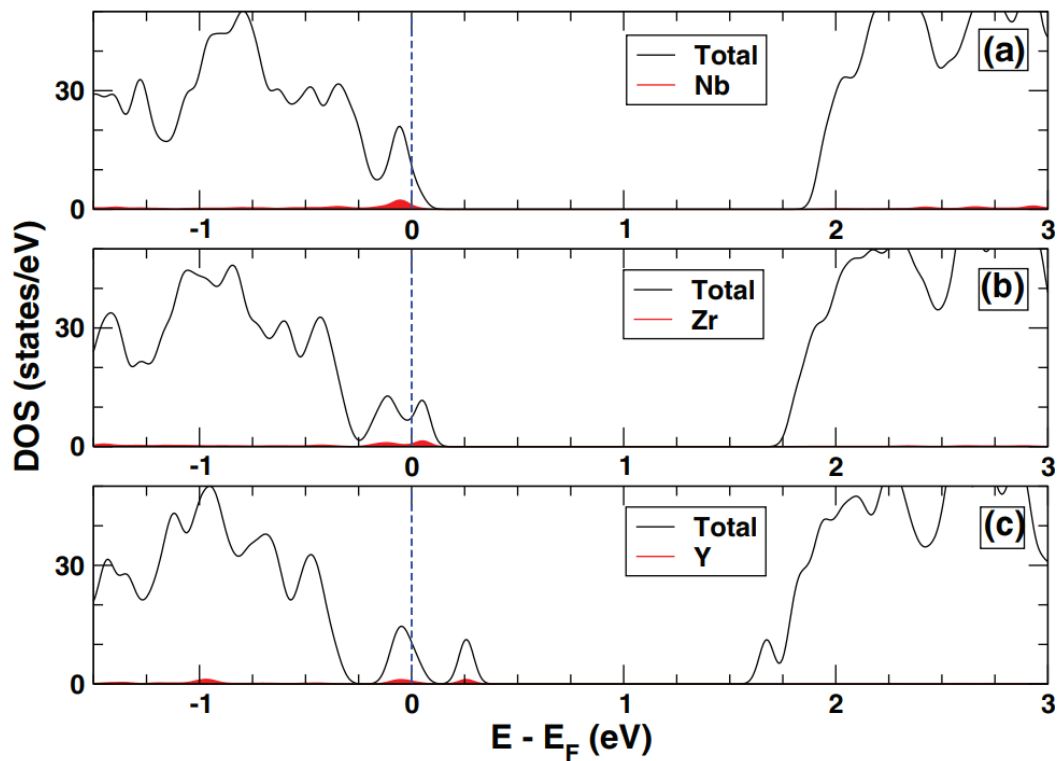 DOS (states/eV)
(a)
Total
Nb
30
0
-1 0 1 2 3
(b)
Total
Zr
30
0
-1 0 1 2 3
(c)
Total
Y
30
0
-1 0 1 2 3
E - E_F (eV)